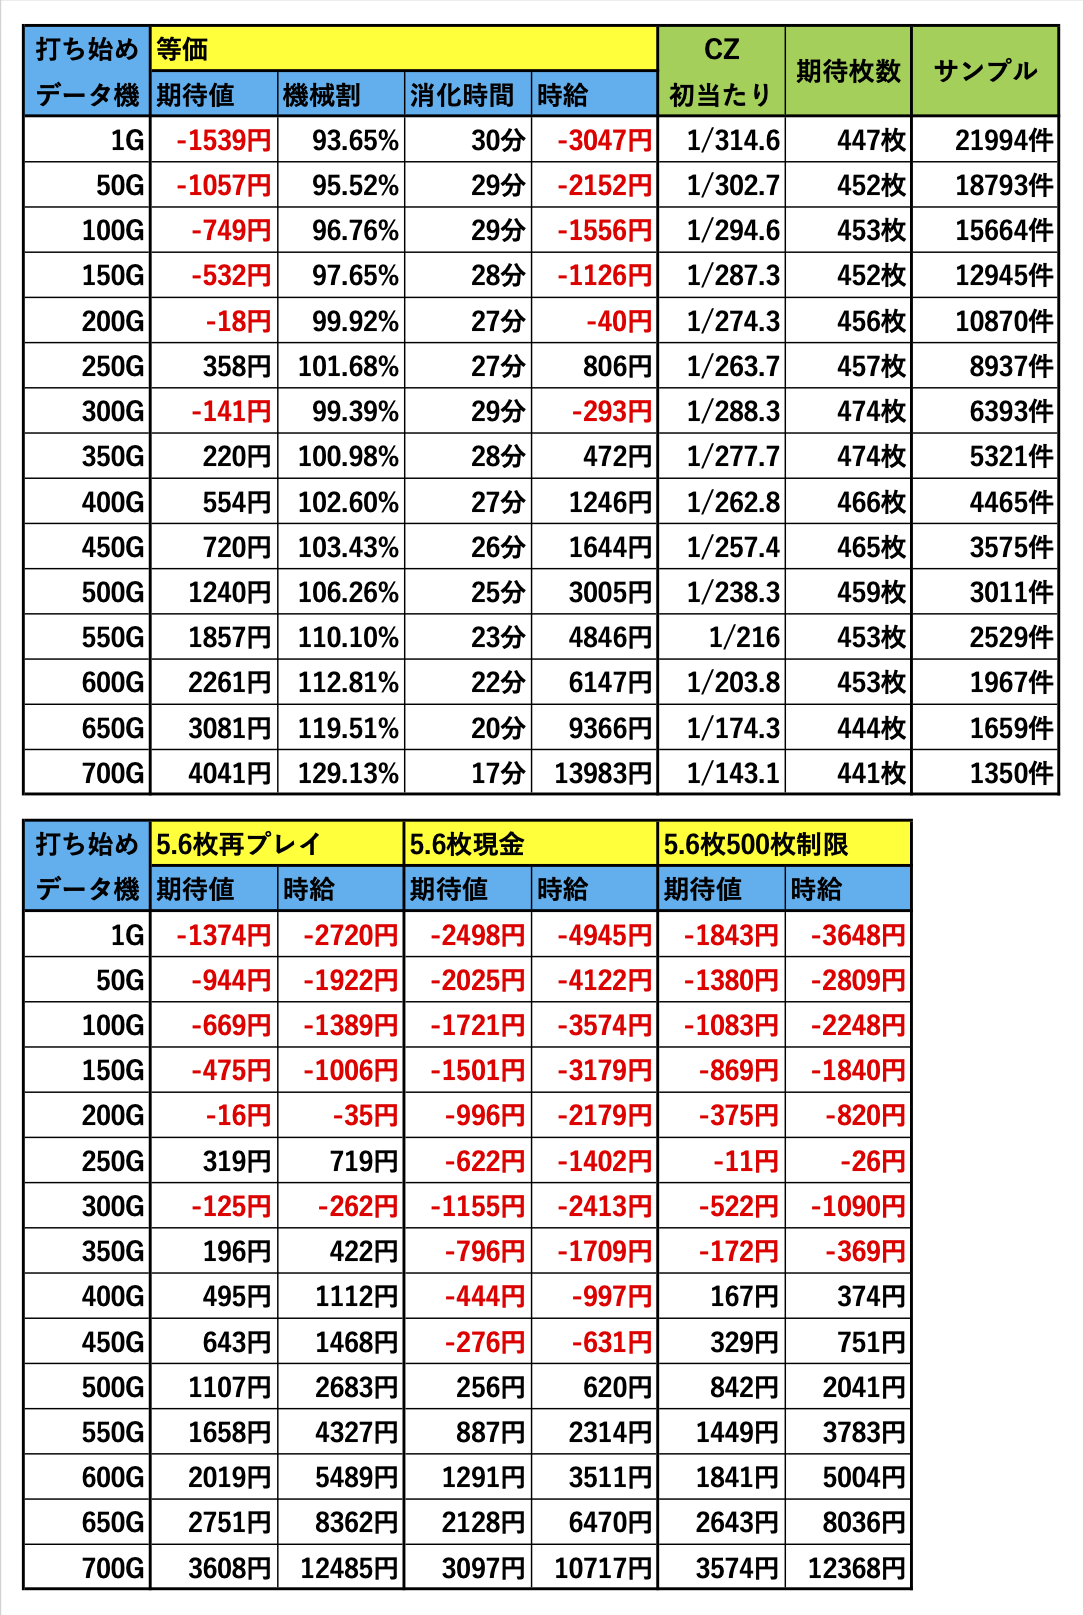 打ち始め 等価 CZ 期待枚数 サンプル
データ機 期待値 機械割 消化時間 時給 初当たり
1G -1539円 93.65% 30分 -3047円 1/314.6 447枚 21994件
50G -1057円 95.52% 29分 -2152円 1/302.7 452枚 18793件
100G -749円 96.76% 29分 -1556円 1/294.6 453枚 15664件
150G -532円 97.65% 28分 -1126円 1/287.3 452枚 12945件
200G -18円 99.92% 27分 -40円 1/274.3 456枚 10870件
250G 358円 101.68% 27分 806円 1/263.7 457枚 8937件
300G -141円 99.39% 29分 -293円 1/288.3 474枚 6393件
350G 220円 100.98% 28分 472円 1/277.7 474枚 5321件
400G 554円 102.60% 27分 1246円 1/262.8 466枚 4465件
450G 720円 103.43% 26分 1644円 1/257.4 465枚 3575件
500G 1240円 106.26% 25分 3005円 1/238.3 459枚 3011件
550G 1857円 110.10% 23分 4846円 1/216 453枚 2529件
600G 2261円 112.81% 22分 6147円 1/203.8 453枚 1967件
650G 3081円 119.51% 20分 9366円 1/174.3 444枚 1659件
700G 4041円 129.13% 17分 13983円 1/143.1 441枚 1350件
打ち始め 5.6枚再プレイ 5.6枚現金 5.6枚500枚制限
データ機 期待値 時給 期待値 時給 期待値 時給
1G -1374円 -2720円 -2498円 -4945円 -1843円 -3648円
50G -944円 -1922円 -2025円 -4122円 -1380円 -2809円
100G -669円 -1389円 -1721円 -3574円 -1083円 -2248円
150G -475円 -1006円 -1501円 -3179円 -869円 -1840円
200G -16円 -35円 -996円 -2179円 -375円 -820円
250G 319円 719円 -622円 -1402円 -11円 -26円
300G -125円 -262円 -1155円 -2413円 -522円 -1090円
350G 196円 422円 -796円 -1709円 -172円 -369円
400G 495円 1112円 -444円 -997円 167円 374円
450G 643円 1468円 -276円 -631円 329円 751円
500G 1107円 2683円 256円 620円 842円 2041円
550G 1658円 4327円 887円 2314円 1449円 3783円
600G 2019円 5489円 1291円 3511円 1841円 5004円
650G 2751円 8362円 2128円 6470円 2643円 8036円
700G 3608円 12485円 3097円 10717円 3574円 12368円